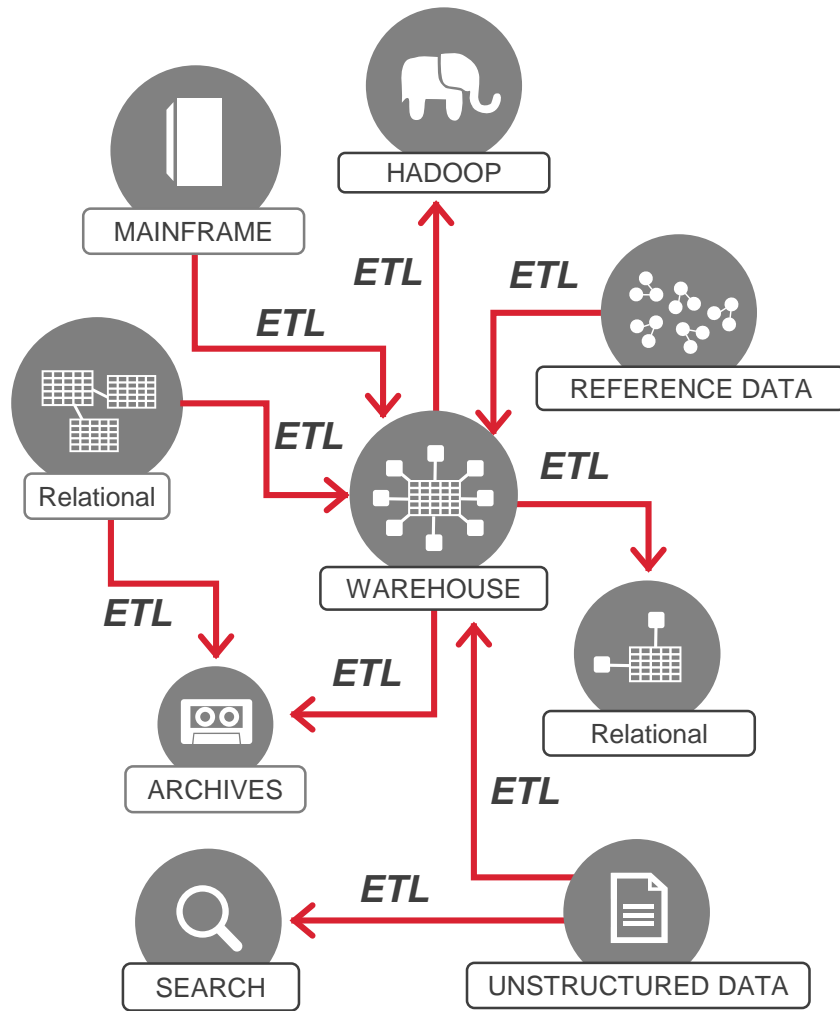 HADOOP
MAINFRAME
ETL
ETL
ETL
REFERENCE DATA
ETL
ETL
Relational
WAREHOUSE
ETL
ETL
Relational
ARCHIVES
ETL
ETL
SEARCH
UNSTRUCTURED DATA